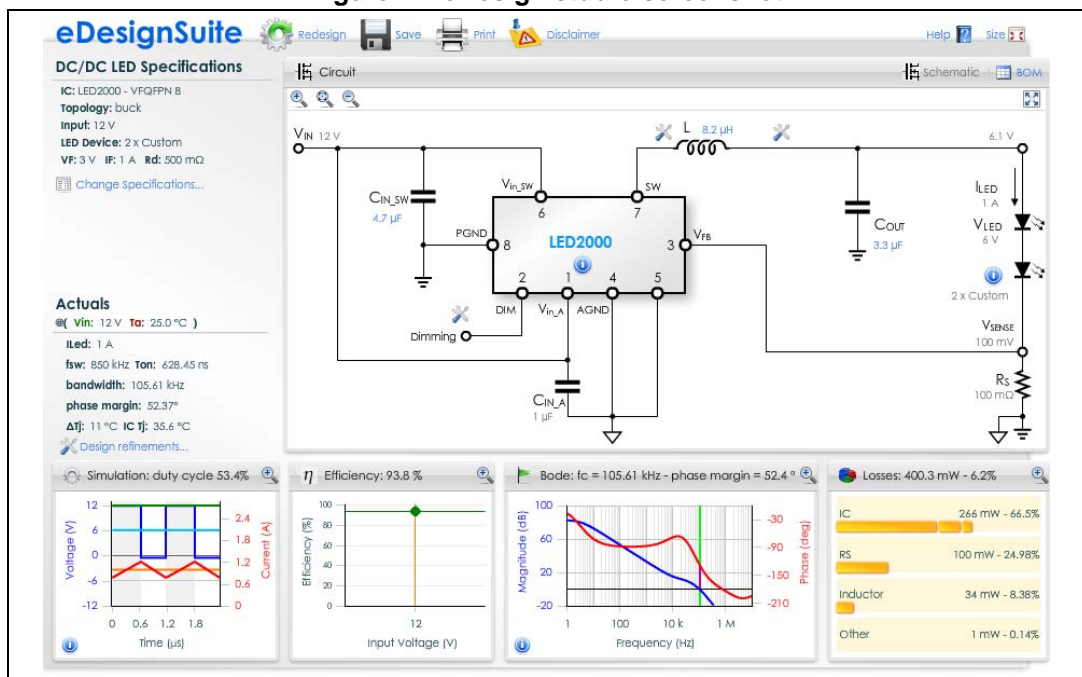 eDesignSuite
Redesign
Save
Print
Disclaimer
Help
Size
DC/DC LED Specifications
IC: LED2000 - VFQFPN 8
Topology: buck
Input: 12 V
LED Device: 2 x Custom
VF: 3 V IF: 1 A Rd: 500 mΩ
Change Specifications...
Actuals
@( Vin: 12 V Ta: 25.0 °C )
ILed: 1 A
fsw: 850 kHz Ton: 628.45 ns
bandwidth: 105.61 kHz
phase margin: 52.37°
ΔTj: 11 °C IC Tj: 35.6 °C
Design refinements...
Circuit
Schematic
BOM
VIN 12 V
CIN_SW
4.7 µF
Vin_SW
6
SW
7
L 8.2 µH
6.1 V
PGND
8
LED2000
3
VFB
2
1
4
5
DIM
Vin_A
AGND
Dimming
CIN_A
1 µF
COUT
3.3 µF
ILED
1 A
VLED
6 V
2 x Custom
VSENSE
100 mV
RS
100 mΩ
Simulation: duty cycle 53.4%
12
6
0
-6
-12
Voltage (V)
2.4
1.8
1.2
0.6
0
Current (A)
0 0.6 1.2 1.8
Time (µs)
η Efficiency: 93.8 %
100
80
60
40
20
0
Efficiency (%)
12
Input Voltage (V)
Bode: fc = 105.61 kHz - phase margin = 52.4 °
100
60
20
-20
Magnitude (dB)
-30
-90
-150
-210
Phase (deg)
1 100 10 k 1 M
Frequency (Hz)
Losses: 400.3 mW - 6.2%
IC 266 mW - 66.5%
RS 100 mW - 24.98%
Inductor 34 mW - 8.38%
Other 1 mW - 0.14%